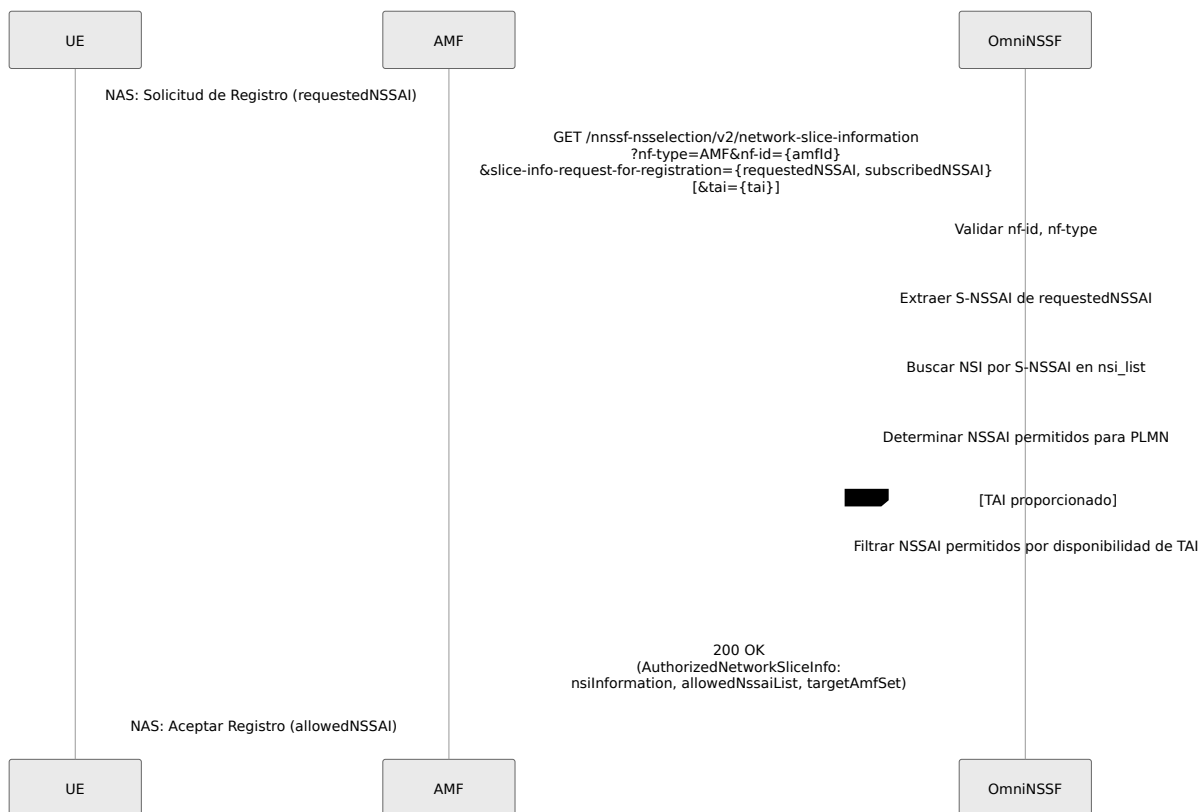 UE
AMF
OmniNSSF
NAS: Solicitud de Registro (requestedNSSAI)
GET /nnssf-nsselection/v2/network-slice-information
?nf-type=AMF&nf-id={amfId}
&slice-info-request-for-registration={requestedNSSAI, subscribedNSSAI}
[&tai={tai}]
Validar nf-id, nf-type
Extraer S-NSSAI de requestedNSSAI
Buscar NSI por S-NSSAI en nsi_list
Determinar NSSAI permitidos para PLMN
[TAI proporcionado]
Filtrar NSSAI permitidos por disponibilidad de TAI
200 OK
(AuthorizedNetworkSliceInfo:
nsiInformation, allowedNssaiList, targetAmfSet)
NAS: Aceptar Registro (allowedNSSAI)
UE
AMF
OmniNSSF